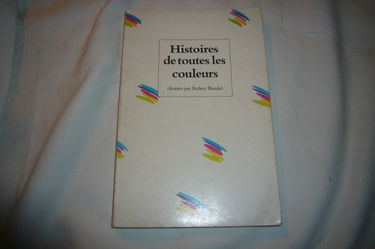 Histoires
de toutes les
couleurs
choisies par Robert Boudet